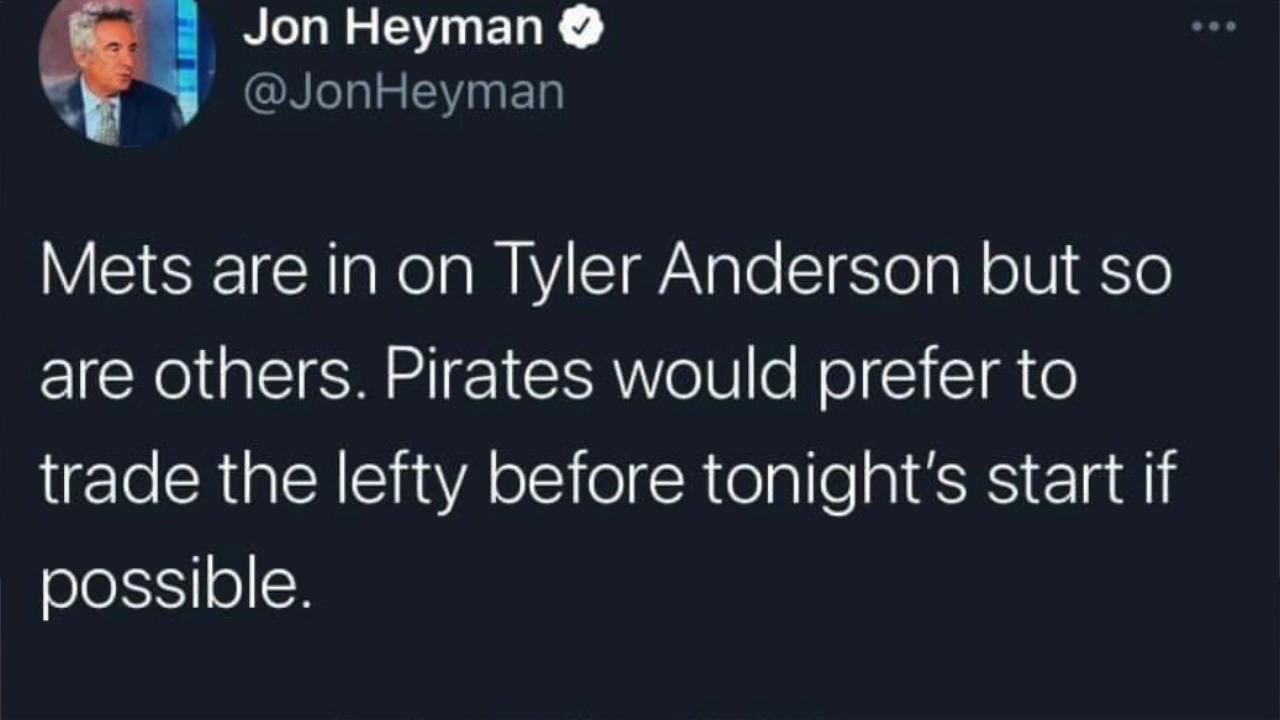 Jon Heyman
@JonHeyman
Mets are in on Tyler Anderson but so
are others. Pirates would prefer to
trade the lefty before tonight's start if
possible.